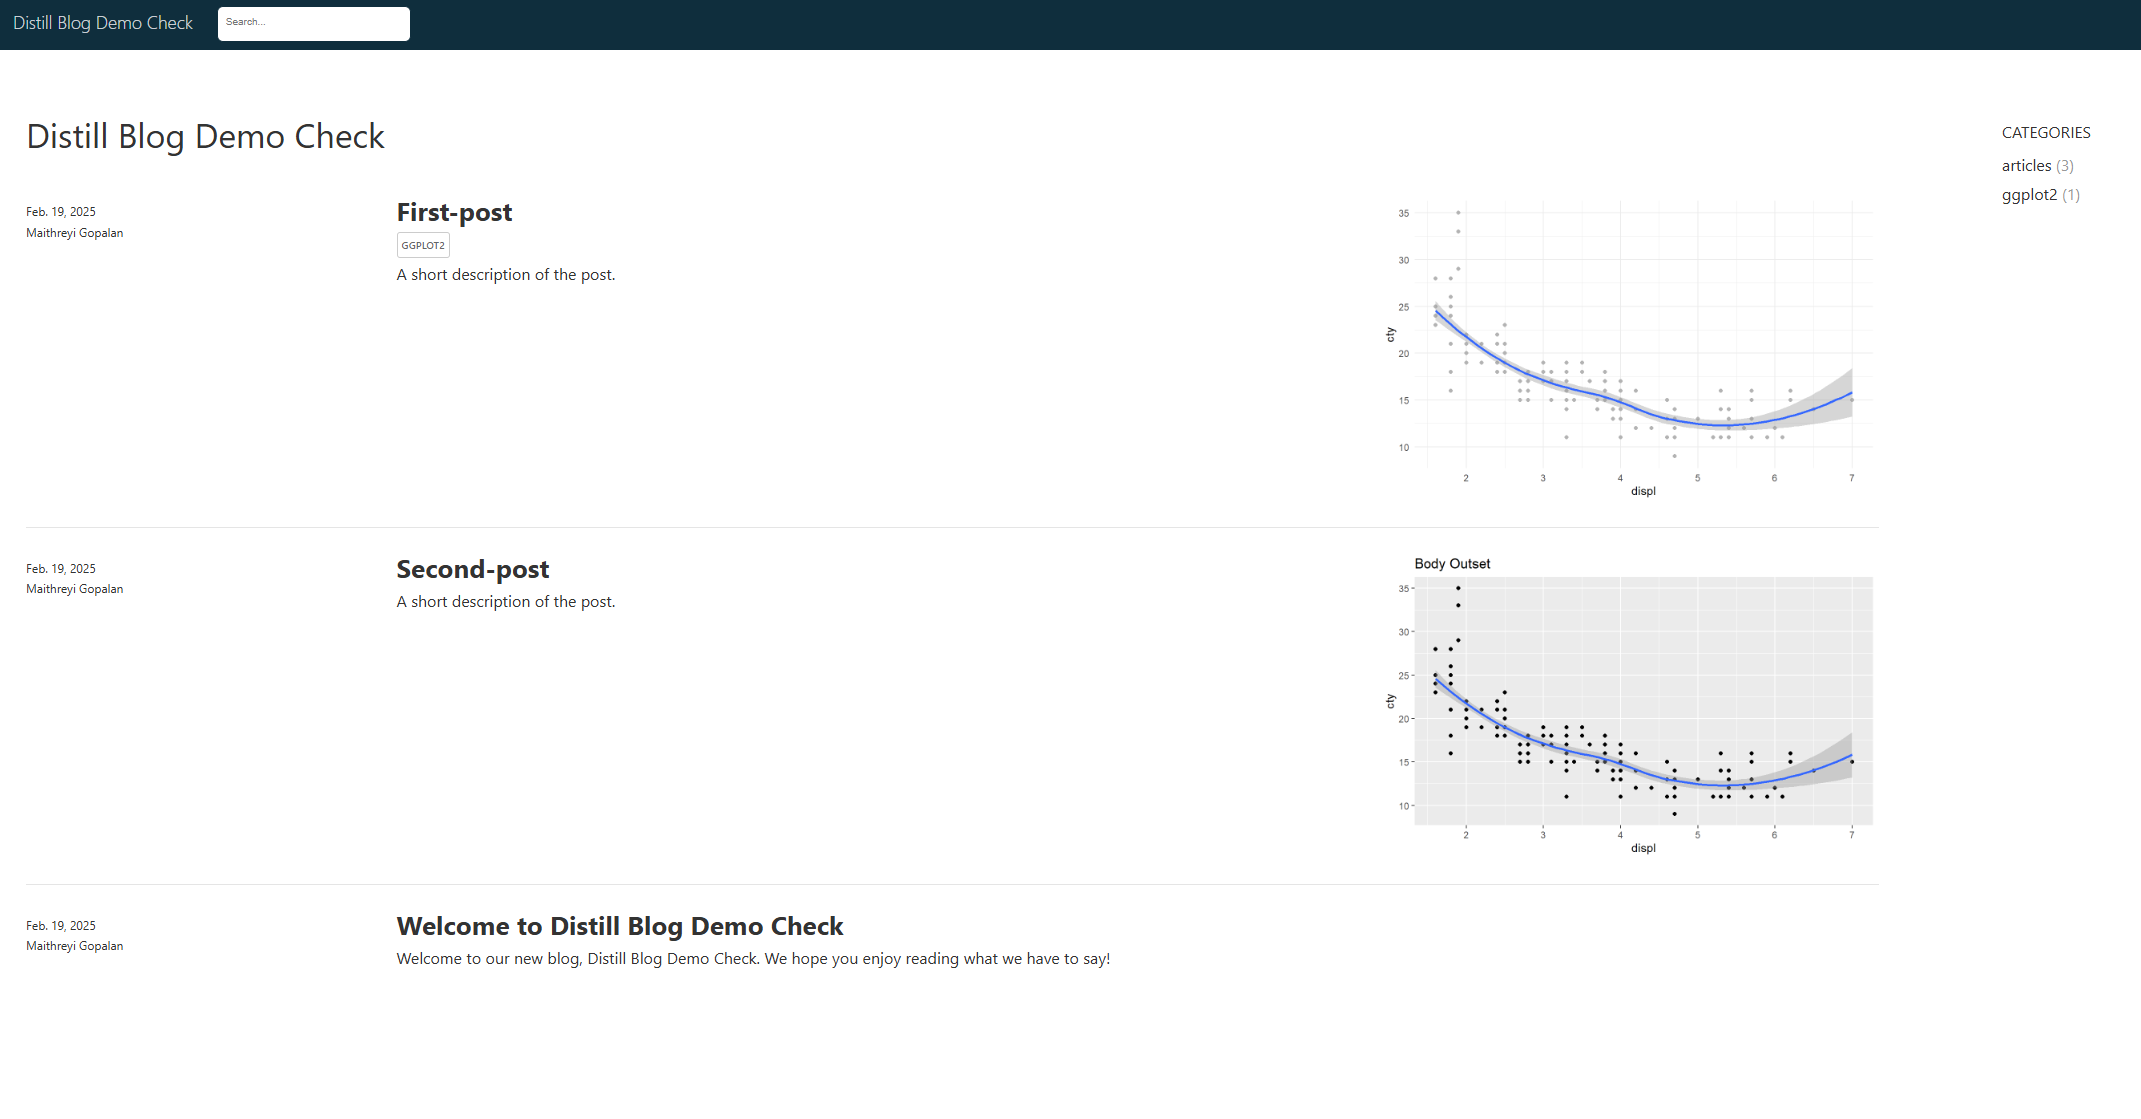 Distill Blog Demo Check
Search...
Distill Blog Demo Check
CATEGORIES
articles (3)
ggplot2 (1)
Feb. 19, 2025
Maithreyi Gopalan
First-post
GGPLOT2
A short description of the post.
35
30
25
20
15
10
cty
2 3 4 5 6 7
displ
Feb. 19, 2025
Maithreyi Gopalan
Second-post
A short description of the post.
Body Outset
35
30
25
20
15
10
cty
2 3 4 5 6 7
displ
Feb. 19, 2025
Maithreyi Gopalan
Welcome to Distill Blog Demo Check
Welcome to our new blog, Distill Blog Demo Check. We hope you enjoy reading what we have to say!